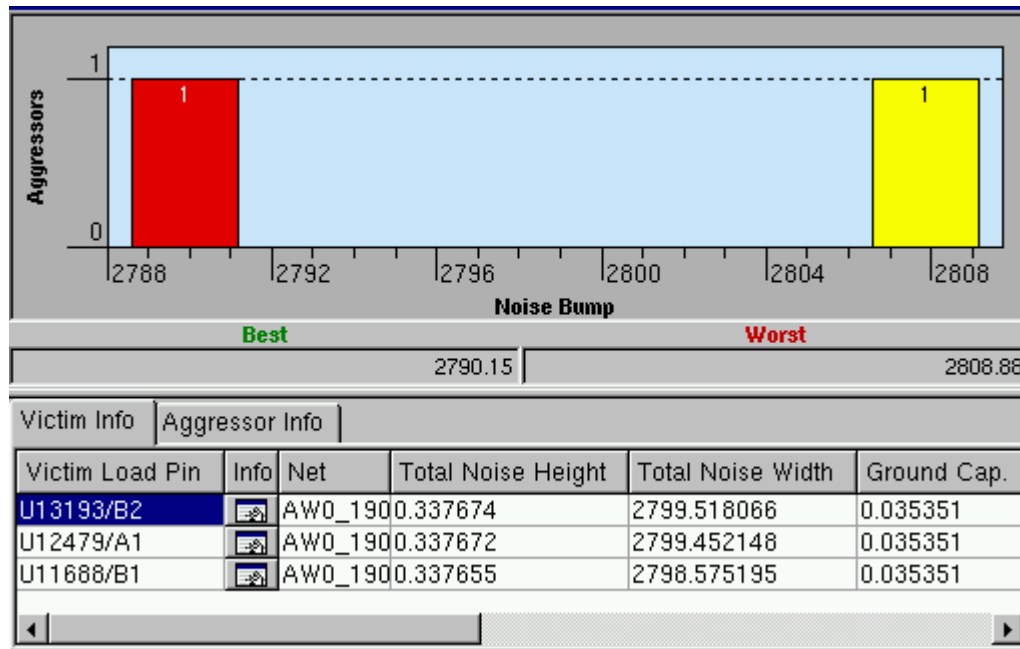 1
1 1
Aggressors
0
2788 2792 2796 2800 2804 2808
Noise Bump
Best Worst
2790.15 2808.88
Victim Info Aggressor Info
Victim Load Pin Info Net Total Noise Height Total Noise Width Ground Cap.
U13193/B2 AW0_190 0.337674 2799.518066 0.035351
U12479/A1 AW0_190 0.337672 2799.452148 0.035351
U11688/B1 AW0_190 0.337655 2798.575195 0.035351